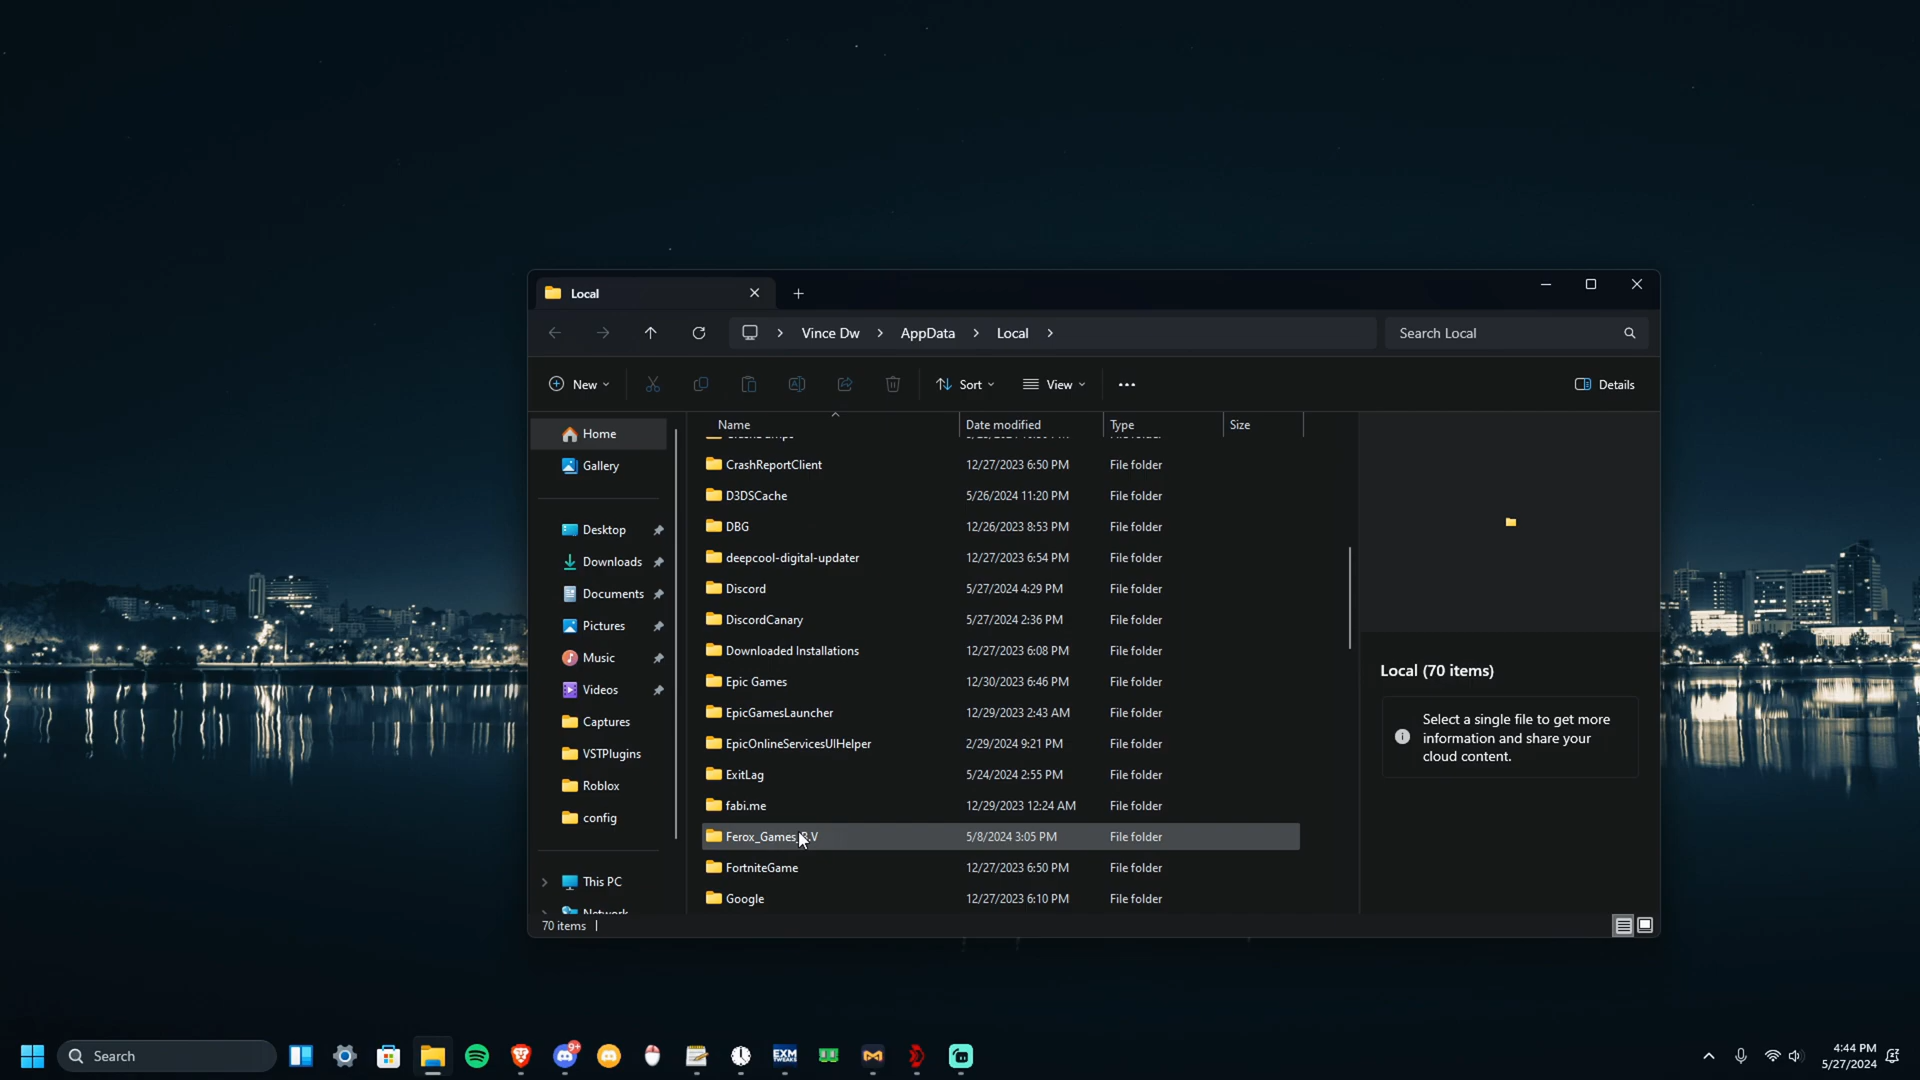 Local
Vince Dw
AppData
Local
Search Local
New
Sort
View
Details
Name
Date modified
Type
Size
Home
Gallery
Desktop
Downloads
Documents
Pictures
Music
Videos
Captures
VSTPlugins
Roblox
config
This PC
Network
CrashReportClient 12/27/2023 6:50 PM File folder
D3DSCache 5/26/2024 11:20 PM File folder
DBG 12/26/2023 8:53 PM File folder
deepcool-digital-updater 12/27/2023 6:54 PM File folder
Discord 5/27/2024 4:29 PM File folder
DiscordCanary 5/27/2024 2:36 PM File folder
Downloaded Installations 12/27/2023 6:08 PM File folder
Epic Games 12/30/2023 6:46 PM File folder
EpicGamesLauncher 12/29/2023 2:43 AM File folder
EpicOnlineServicesUIHelper 2/29/2024 9:21 PM File folder
ExitLag 5/24/2024 2:55 PM File folder
fabi.me 12/29/2023 12:24 AM File folder
Ferox_Games_B.V 5/8/2024 3:05 PM File folder
FortniteGame 12/27/2023 6:50 PM File folder
Google 12/27/2023 6:10 PM File folder
Local (70 items)
Select a single file to get more
information and share your
cloud content.
70 items
Search
9+
EXM
TWEAKS
4:44 PM
5/27/2024